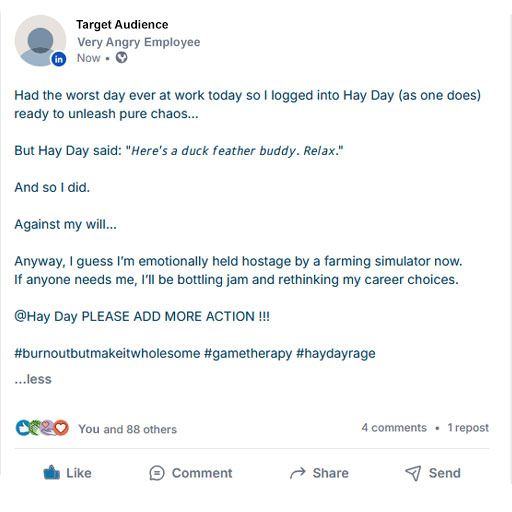 Target Audience
Very Angry Employee
Now •
in
Had the worst day ever at work today so I logged into Hay Day (as one does)
ready to unleash pure chaos...
But Hay Day said: "Here's a duck feather buddy. Relax."
And so I did.
Against my will...
Anyway, I guess I'm emotionally held hostage by a farming simulator now.
If anyone needs me, I'll be bottling jam and rethinking my career choices.
@Hay Day PLEASE ADD MORE ACTION !!!
#burnoutbutmakeitwholesome #gametherapy #haydayrage
...less
You and 88 others 4 comments • 1 repost
Like Comment Share Send